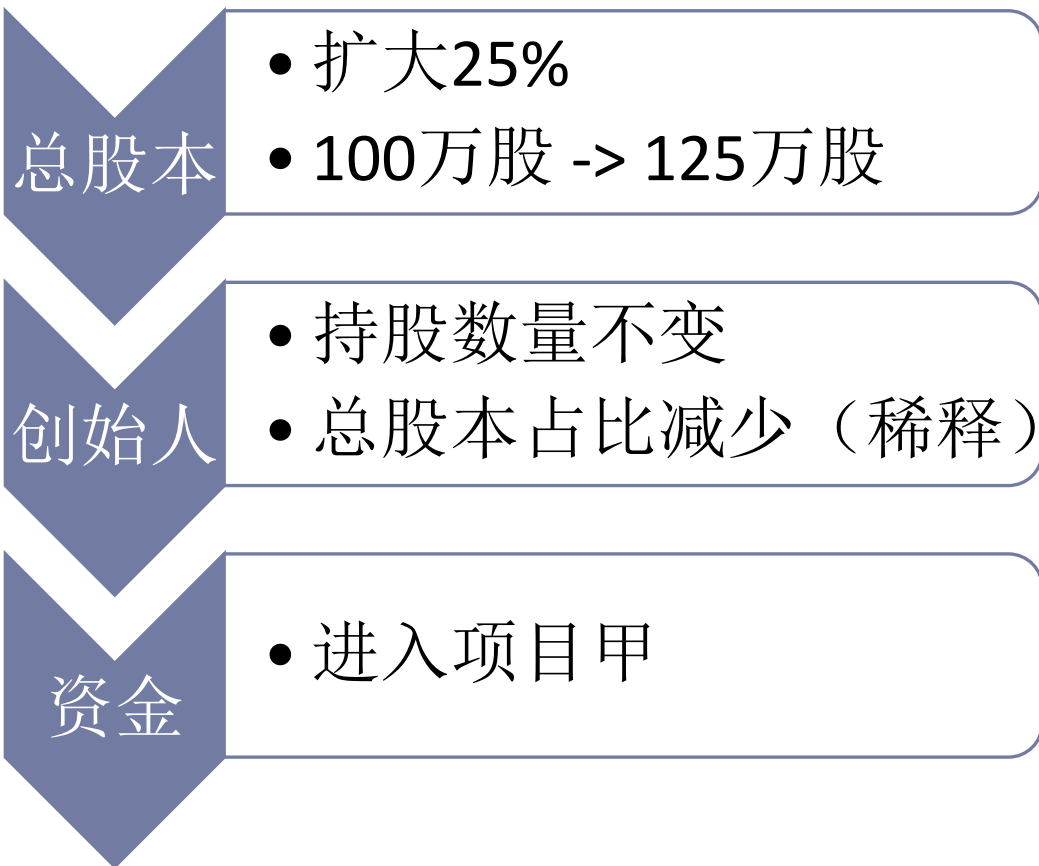 总股本
• 扩大25%
• 100万股 -> 125万股
创始人
• 持股数量不变
• 总股本占比减少（稀释）
资金
• 进入项目甲